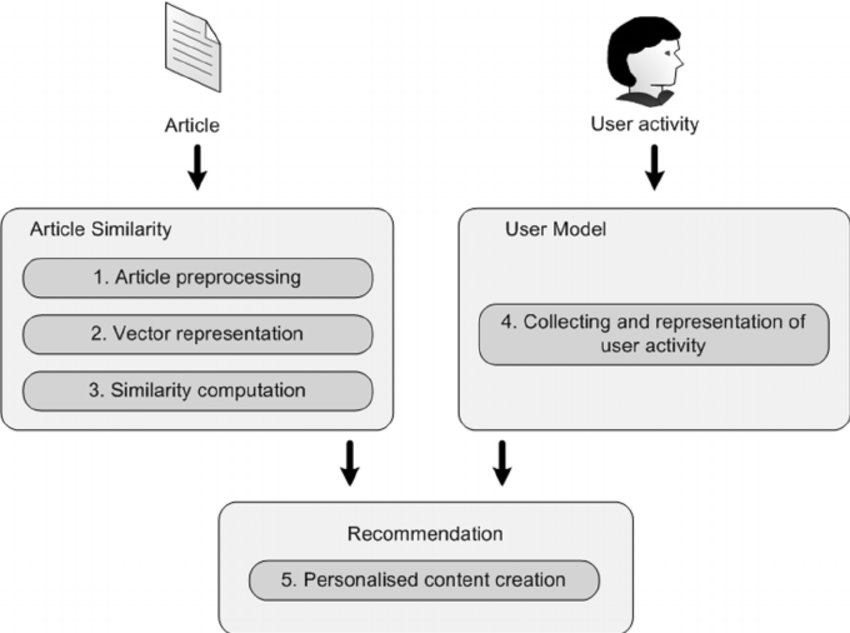 Article
User activity
Article Similarity
1. Article preprocessing
2. Vector representation
3. Similarity computation
User Model
4. Collecting and representation of
user activity
Recommendation
5. Personalised content creation